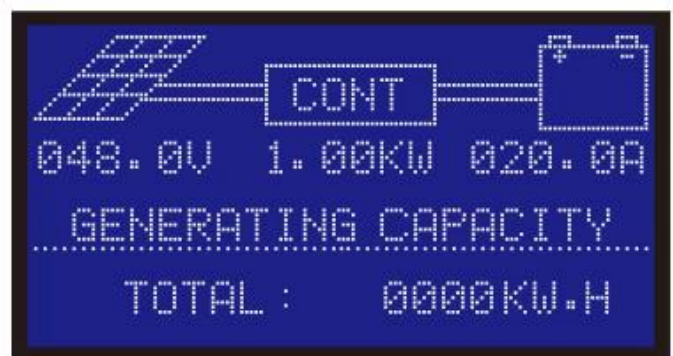 CONT
+ -
048.0V 1.00KW 020.0A
GENERATING CAPACITY
TOTAL: 0000KW.H